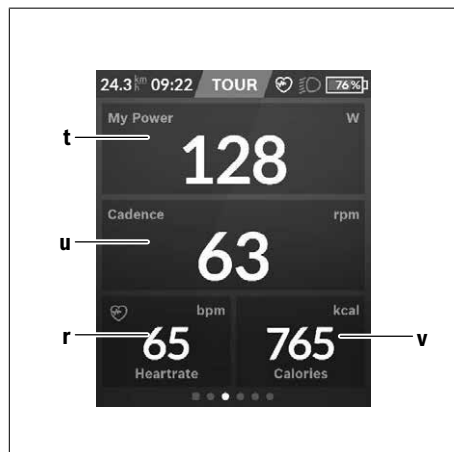 24.3 km/h 09:22 TOUR 76%
My Power W
t
128
Cadence rpm
u
63
bpm kcal
r 65 765 v
Heartrate Calories